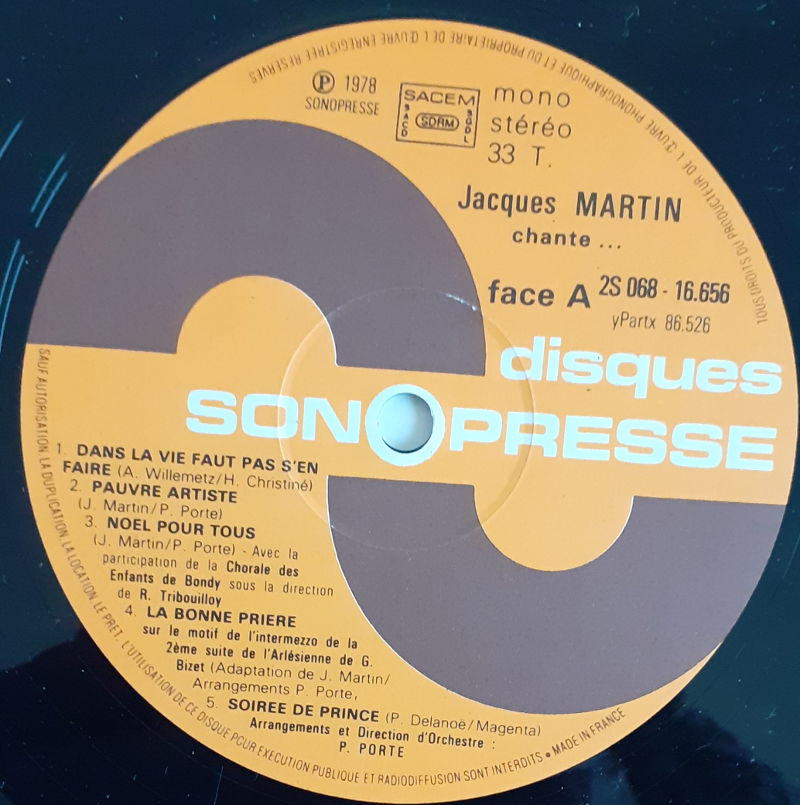 TOUS DROITS DU PRODUCTEUR DE L'ŒUVRE PHONOGRAPHIQUE ET DU PROPRIETAIRE DE L'ŒUVRE ENREGISTREE RESERVES
Ⓟ 1978
SONOPRESSE
SACEM
SACD
SDRM
SGDL
mono
stéréo
33 T.
Jacques MARTIN
chante ...
face A
2S 068 - 16.656
yPartx 86.526
disques
SONOPRESSE
1. DANS LA VIE FAUT PAS S'EN
FAIRE (A. Willemetz/H. Christiné)
2. PAUVRE ARTISTE
(J. Martin/P. Porte)
3. NOEL POUR TOUS
(J. Martin/P. Porte) - Avec la
participation de la Chorale des
Enfants de Bondy sous la direction
de R. Tribouilloy
4. LA BONNE PRIERE
sur le motif de l'intermezzo de la
2ème suite de l'Arlésienne de G.
Bizet (Adaptation de J. Martin/
Arrangements P. Porte,
5. SOIREE DE PRINCE (P. Delanoë/Magenta)
Arrangements et Direction d'Orchestre :
P. PORTE
SAUF AUTORISATION, LA DUPLICATION, LA LOCATION, LE PRET, L'UTILISATION DE CE DISQUE POUR EXECUTION PUBLIQUE ET RADIODIFFUSION SONT INTERDITS • MADE IN FRANCE